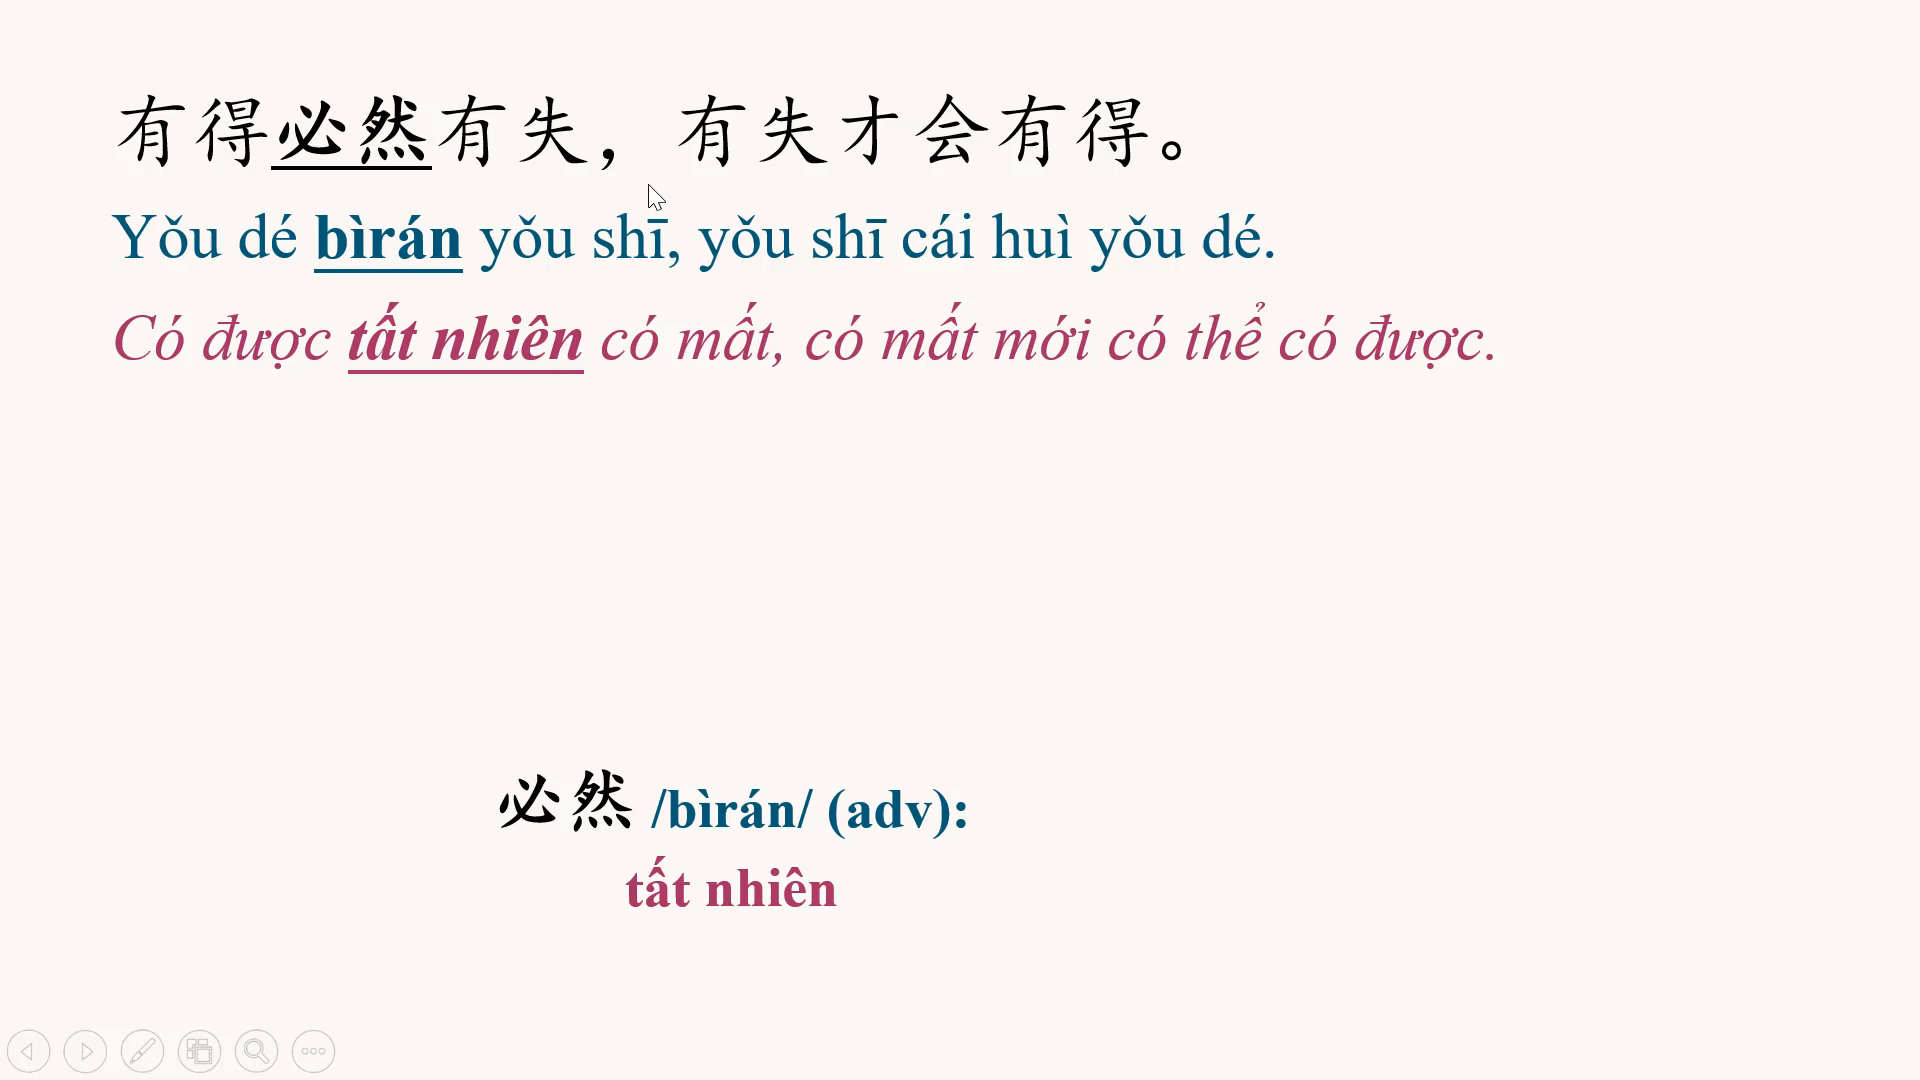 有得必然有失，有失才会有得。
Yǒu dé bìrán yǒu shī, yǒu shī cái huì yǒu dé.
Có được tất nhiên có mất, có mất mới có thể có được.
必然 /bìrán/ (adv):
tất nhiên